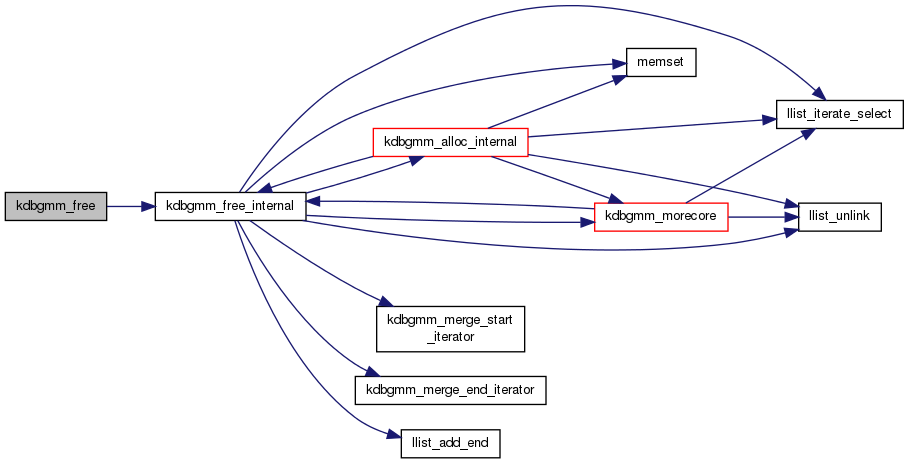 memset
llist_iterate_select
kdbgmm_alloc_internal
kdbgmm_free
kdbgmm_free_internal
kdbgmm_morecore
llist_unlink
kdbgmm_merge_start
_iterator
kdbgmm_merge_end_iterator
llist_add_end